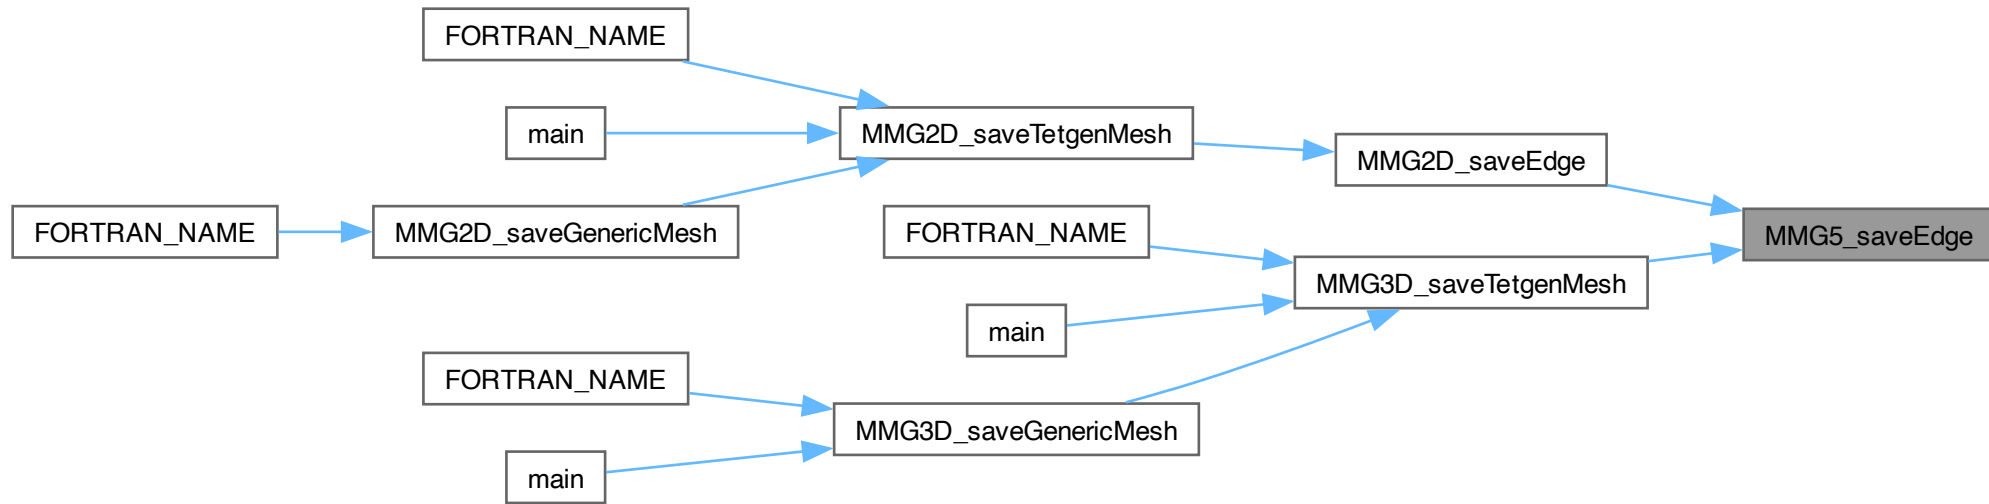 FORTRAN_NAME
main
MMG2D_saveTetgenMesh
MMG2D_saveEdge
FORTRAN_NAME
MMG2D_saveGenericMesh
FORTRAN_NAME
MMG5_saveEdge
MMG3D_saveTetgenMesh
main
FORTRAN_NAME
MMG3D_saveGenericMesh
main